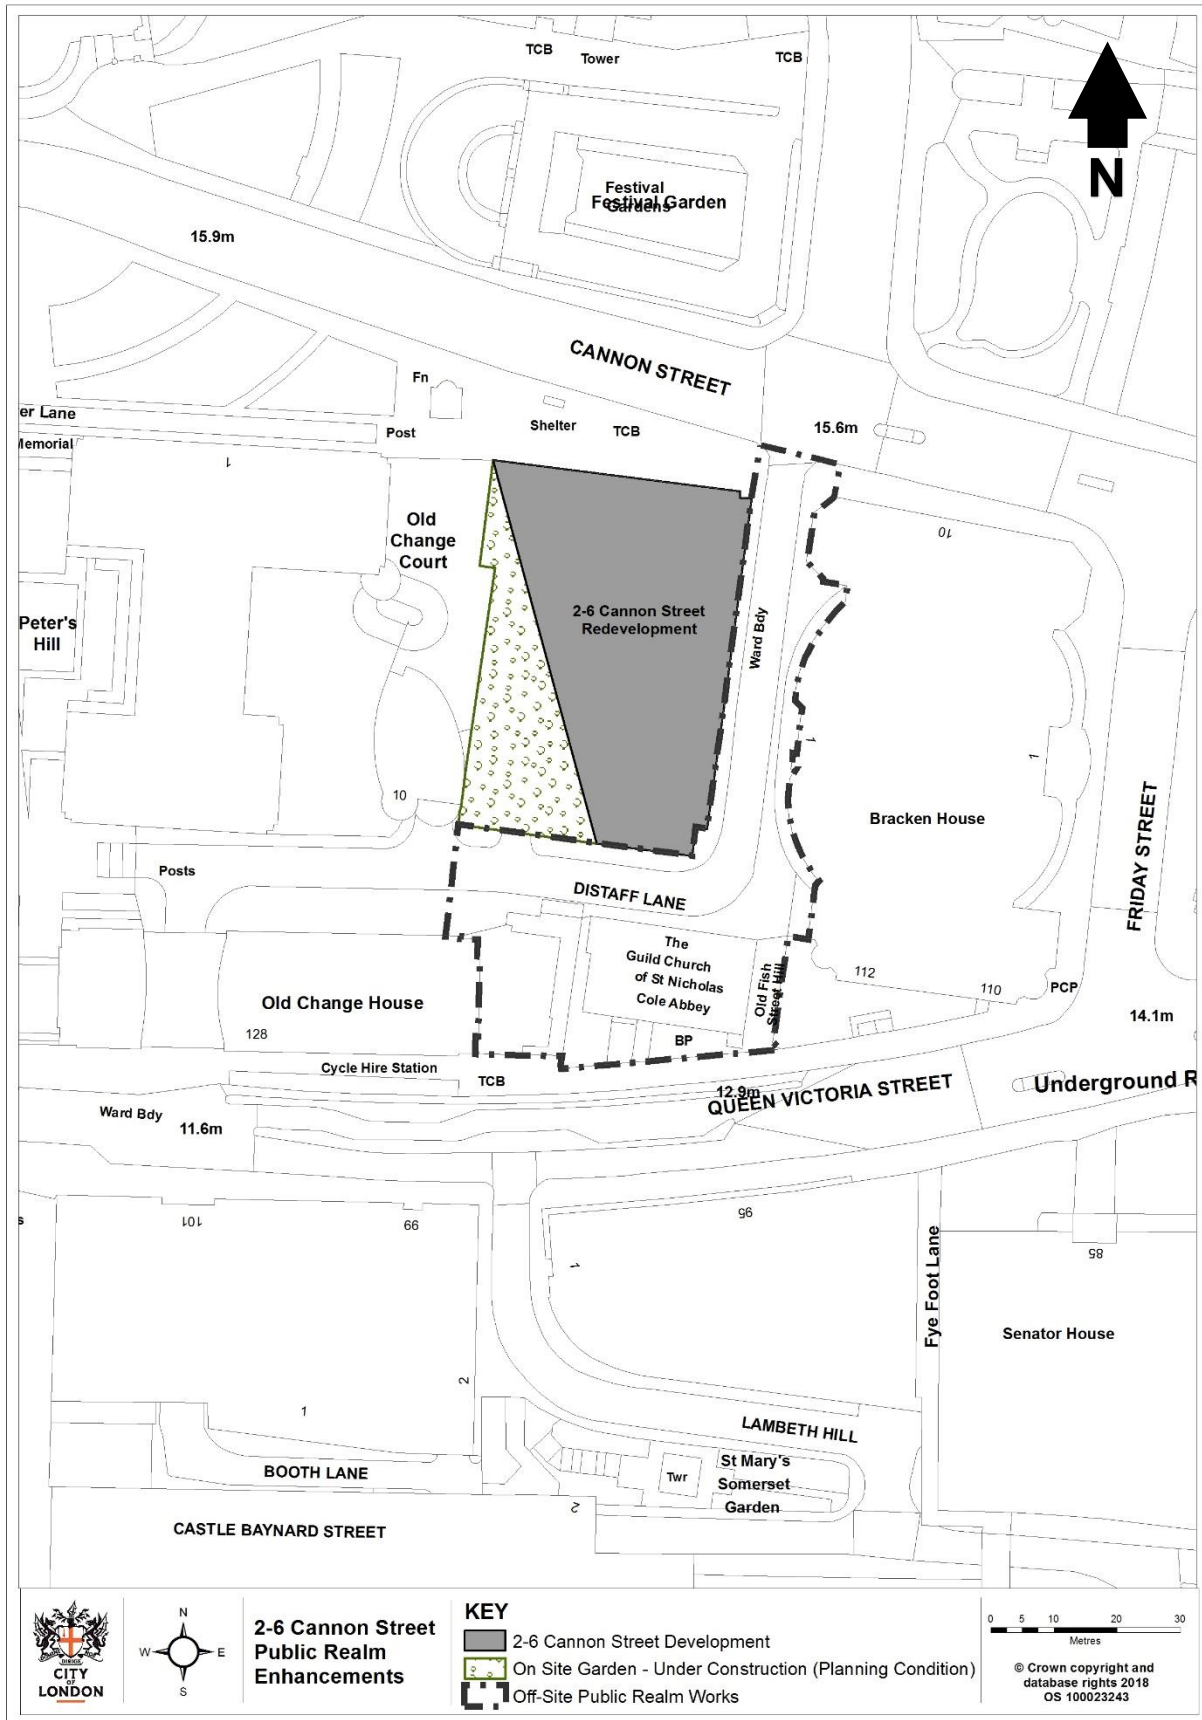 TCB
Tower
TCB
N
Festival
Gardens
Festival Garden
15.9m
CANNON STREET
Fn
er Lane
Memorial
Post
Shelter
TCB
15.6m
1
10
Old
Change
Court
2-6 Cannon Street
Redevelopment
Ward Bdy
Peter's
Hill
1
1
10
Bracken House
FRIDAY STREET
Posts
DISTAFF LANE
The
Guild Church
of St Nicholas
Cole Abbey
Old Fish
Street Hill
112
110
PCP
Old Change House
14.1m
128
BP
Cycle Hire Station
TCB
12.9m
QUEEN VICTORIA STREET
Underground R
Ward Bdy
11.6m
s
101
99
95
85
1
Fye Foot Lane
Senator House
2
1
LAMBETH HILL
BOOTH LANE
Twr
St Mary's
Somerset
Garden
2
CASTLE BAYNARD STREET
CITY
OF
LONDON
N
W
E
S
2-6 Cannon Street
Public Realm
Enhancements
KEY
2-6 Cannon Street Development
On Site Garden - Under Construction (Planning Condition)
Off-Site Public Realm Works
0 5 10 20 30
Metres
© Crown copyright and
database rights 2018
OS 100023243